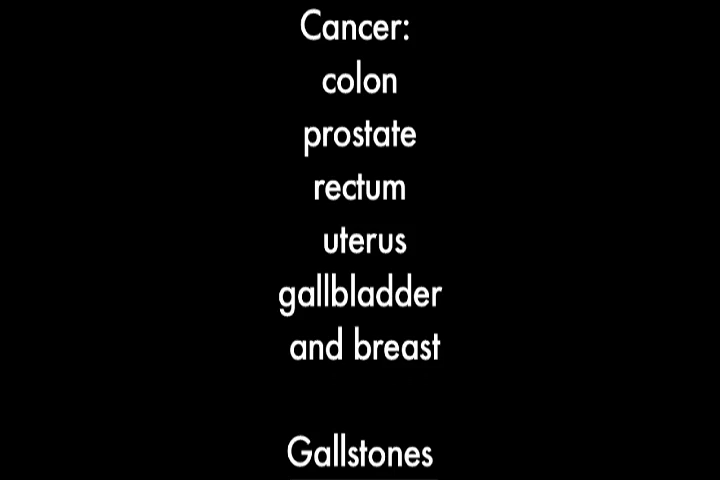 Cancer:
colon
prostate
rectum
uterus
gallbladder
and breast
Gallstones